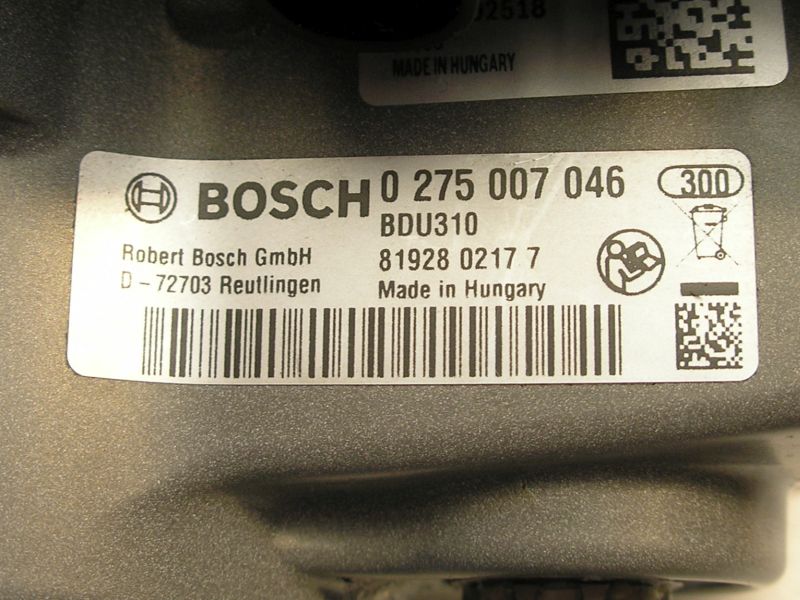 MADE IN HUNGARY
BOSCH 0 275 007 046 300
BDU310
Robert Bosch GmbH 81928 0217 7
D - 72703 Reutlingen Made in Hungary